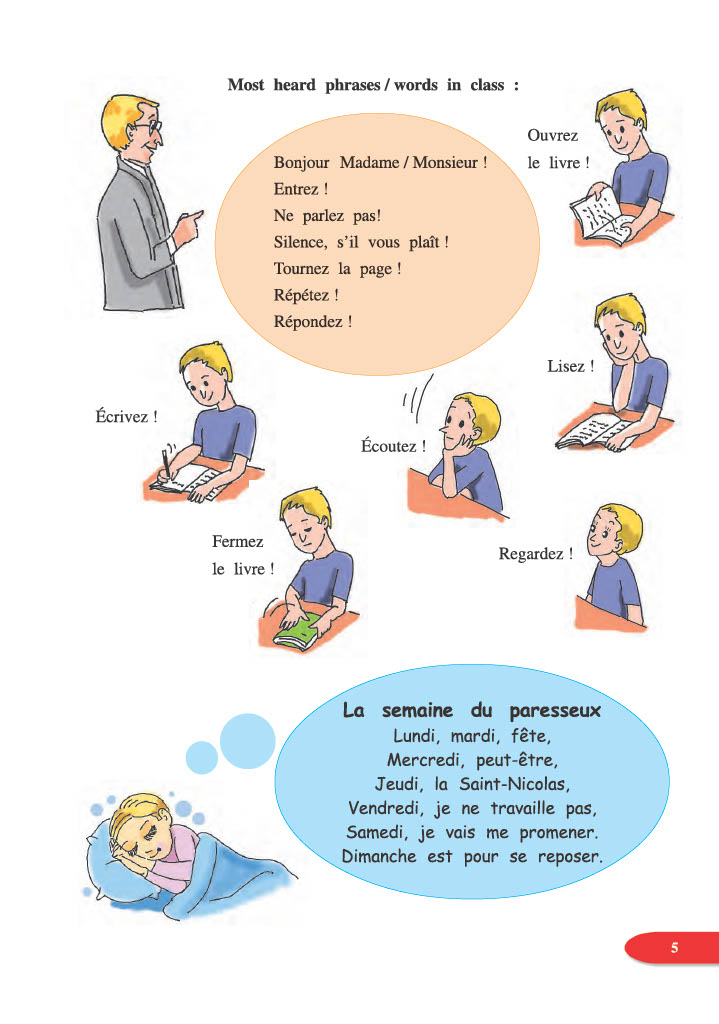 Most heard phrases / words in class :
Ouvrez
le livre !
Bonjour Madame / Monsieur !
Entrez !
Ne parlez pas!
Silence, s'il vous plaît !
Tournez la page !
Répétez !
Répondez !
Lisez !
Écrivez !
Écoutez !
Fermez
le livre !
Regardez !
La semaine du paresseux
Lundi, mardi, fête,
Mercredi, peut-être,
Jeudi, la Saint-Nicolas,
Vendredi, je ne travaille pas,
Samedi, je vais me promener.
Dimanche est pour se reposer.
5